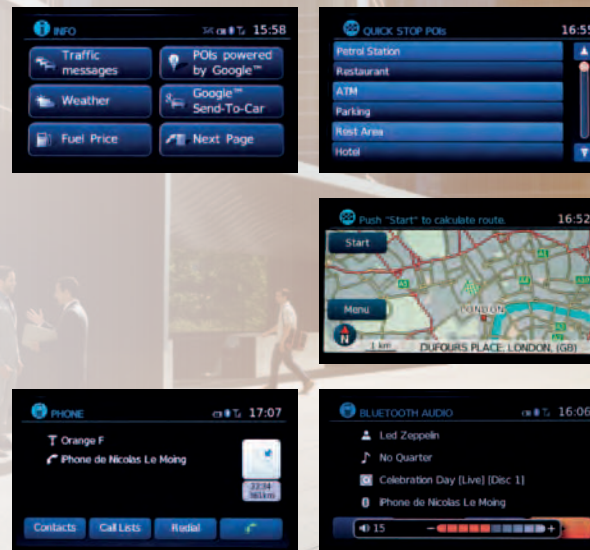 INFO 15:58
Traffic messages
POIs powered by Google™
Weather
Google™ Send-To-Car
Fuel Price
Next Page
QUICK STOP POIs 16:55
Petrol Station
Restaurant
ATM
Parking
Rest Area
Hotel
Push "Start" to calculate route. 16:52
Start
Menu
LONDON
N
1 km
DUFOURS PLACE, LONDON, (GB)
PHONE 17:07
Orange F
iPhone de Nicolas Le Moing
Contacts
Call Lists
Redial
BLUETOOTH AUDIO 16:06
Led Zeppelin
No Quarter
Celebration Day [Live] [Disc 1]
iPhone de Nicolas Le Moing
15 - +